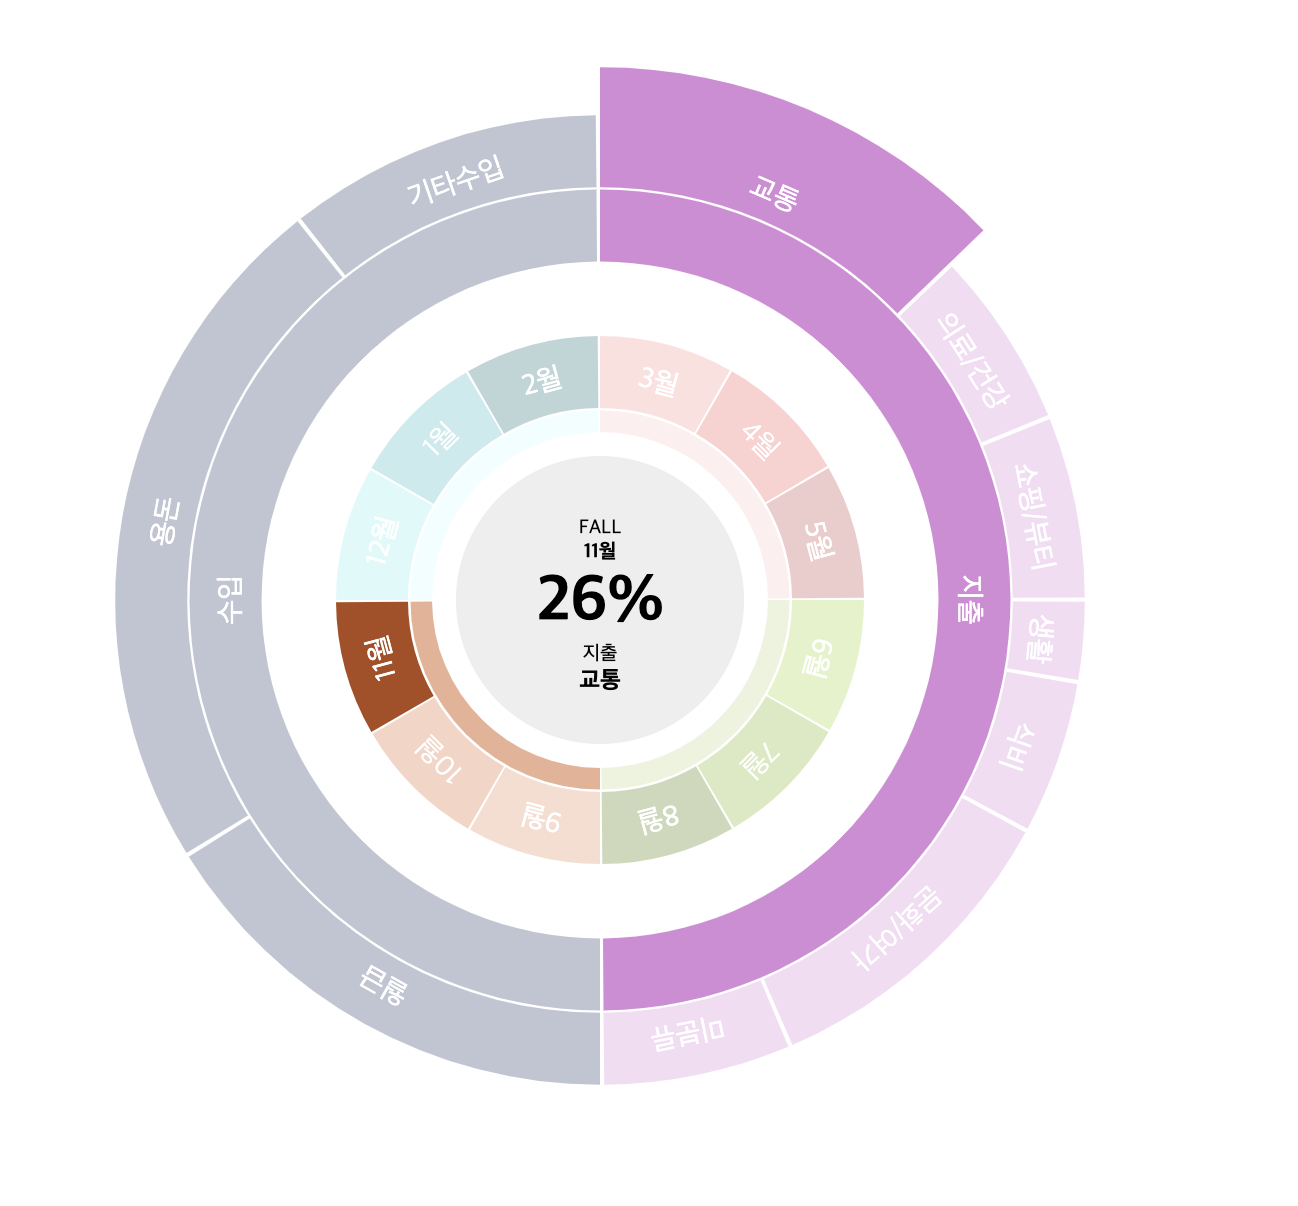 기타수입
교통
의료/건강
쇼핑/뷰티
생활
식비
문화/여가
미분류
월급
용돈
수입
지출
3월
4월
5월
6월
7월
8월
9월
10월
11월
12월
1월
2월
FALL
11월
26%
지출
교통